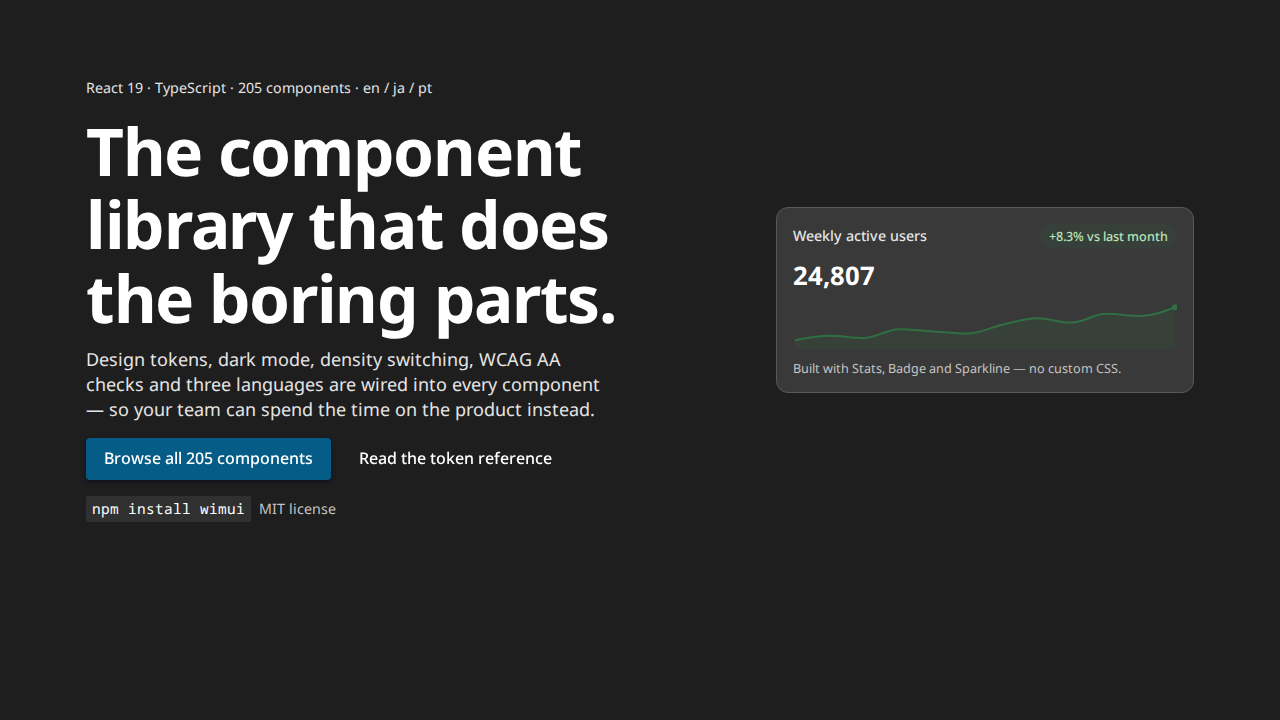 React 19 · TypeScript · 205 components · en / ja / pt
The component
library that does
the boring parts.
Design tokens, dark mode, density switching, WCAG AA
checks and three languages are wired into every component
— so your team can spend the time on the product instead.
Browse all 205 components
Read the token reference
npm install wimui
MIT license
Weekly active users
+8.3% vs last month
24,807
Built with Stats, Badge and Sparkline — no custom CSS.